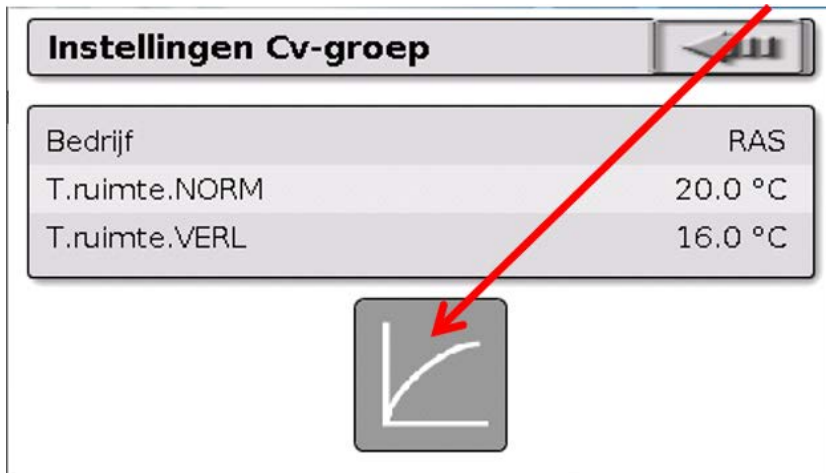 Instellingen Cv-groep
Bedrijf RAS
T.ruimte.NORM 20.0 °C
T.ruimte.VERL 16.0 °C